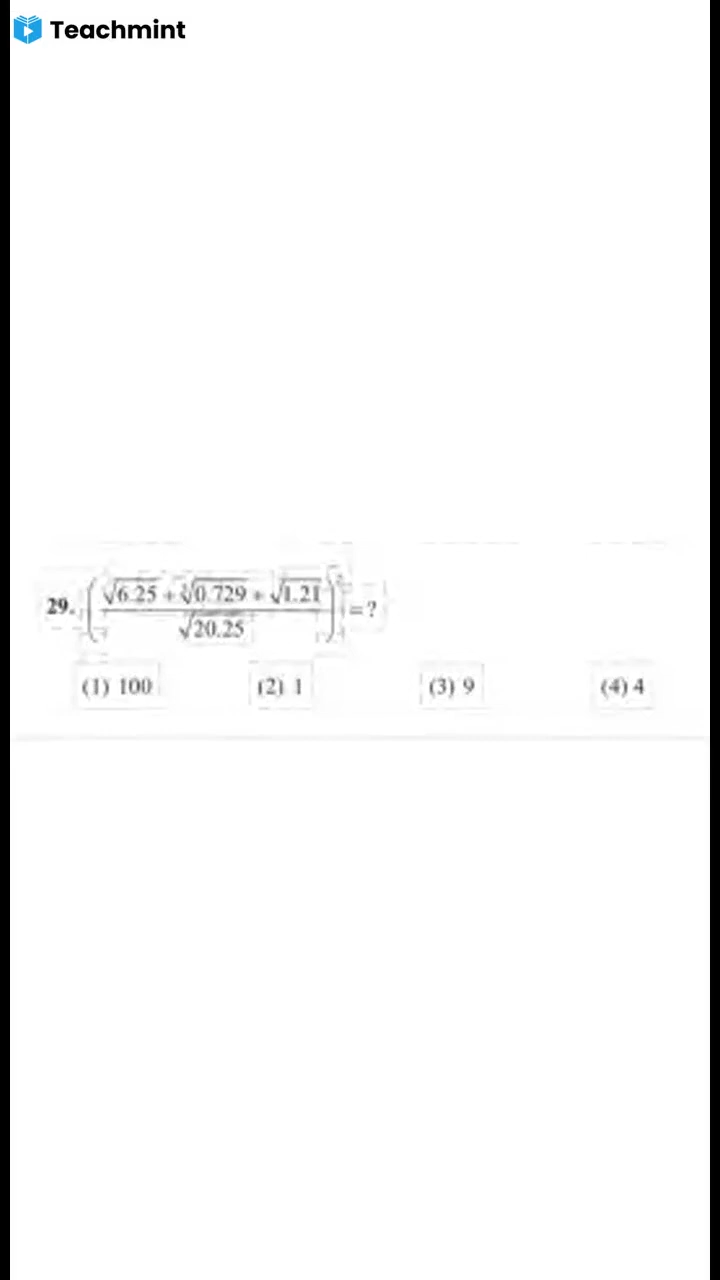 Teachmint
29. (√6.25 + ∛0.729 + √1.21 / √20.25)² = ?
(1) 100 (2) 1 (3) 9 (4) 4